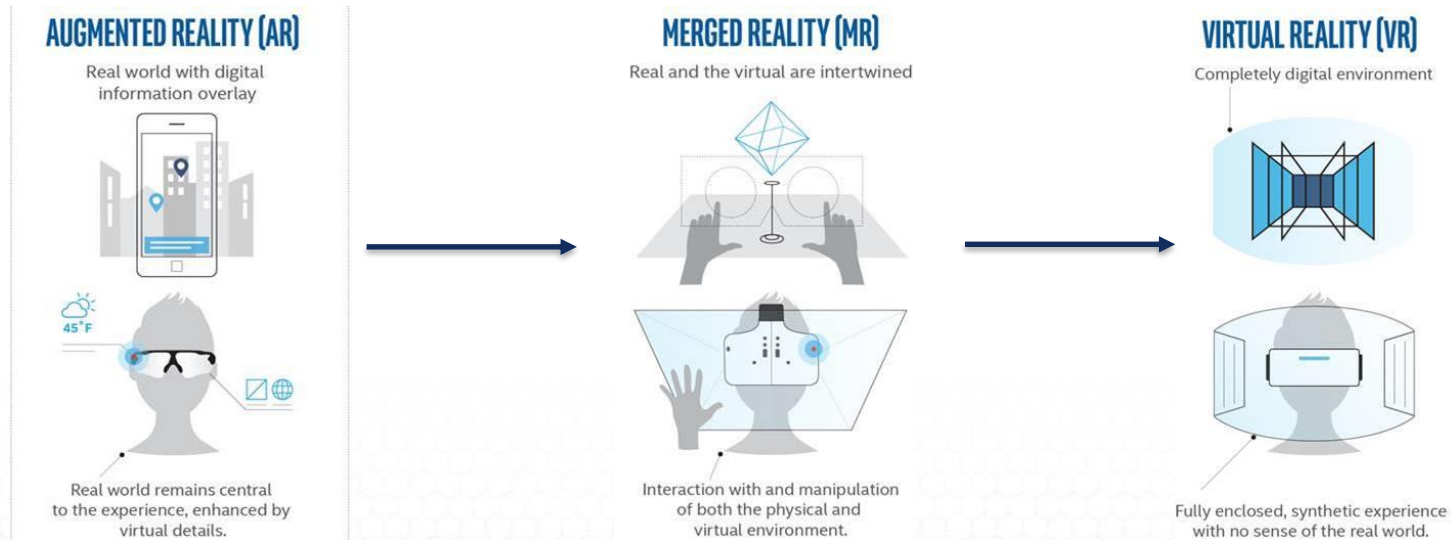 AUGMENTED REALITY (AR)
Real world with digital
information overlay
45°F
Real world remains central
to the experience, enhanced by
virtual details.
MERGED REALITY (MR)
Real and the virtual are intertwined
Interaction with and manipulation
of both the physical and
virtual environment.
VIRTUAL REALITY (VR)
Completely digital environment
Fully enclosed, synthetic experience
with no sense of the real world.